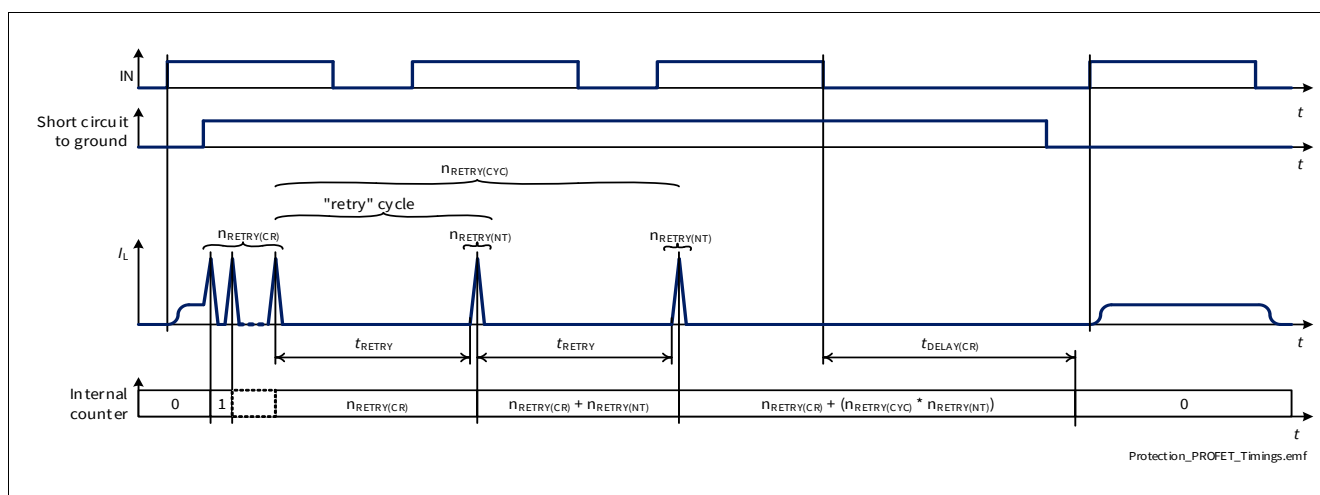 IN
t
Short circuit
to ground
t
nRETRY(CYC)
"retry" cycle
nRETRY(CR)
nRETRY(NT)
nRETRY(NT)
IL
t
tRETRY
tRETRY
tDELAY(CR)
Internal
counter
0
1
nRETRY(CR)
nRETRY(CR) + nRETRY(NT)
nRETRY(CR) + (nRETRY(CYC) * nRETRY(NT))
0
t
Protection_PROFET_Timings.emf